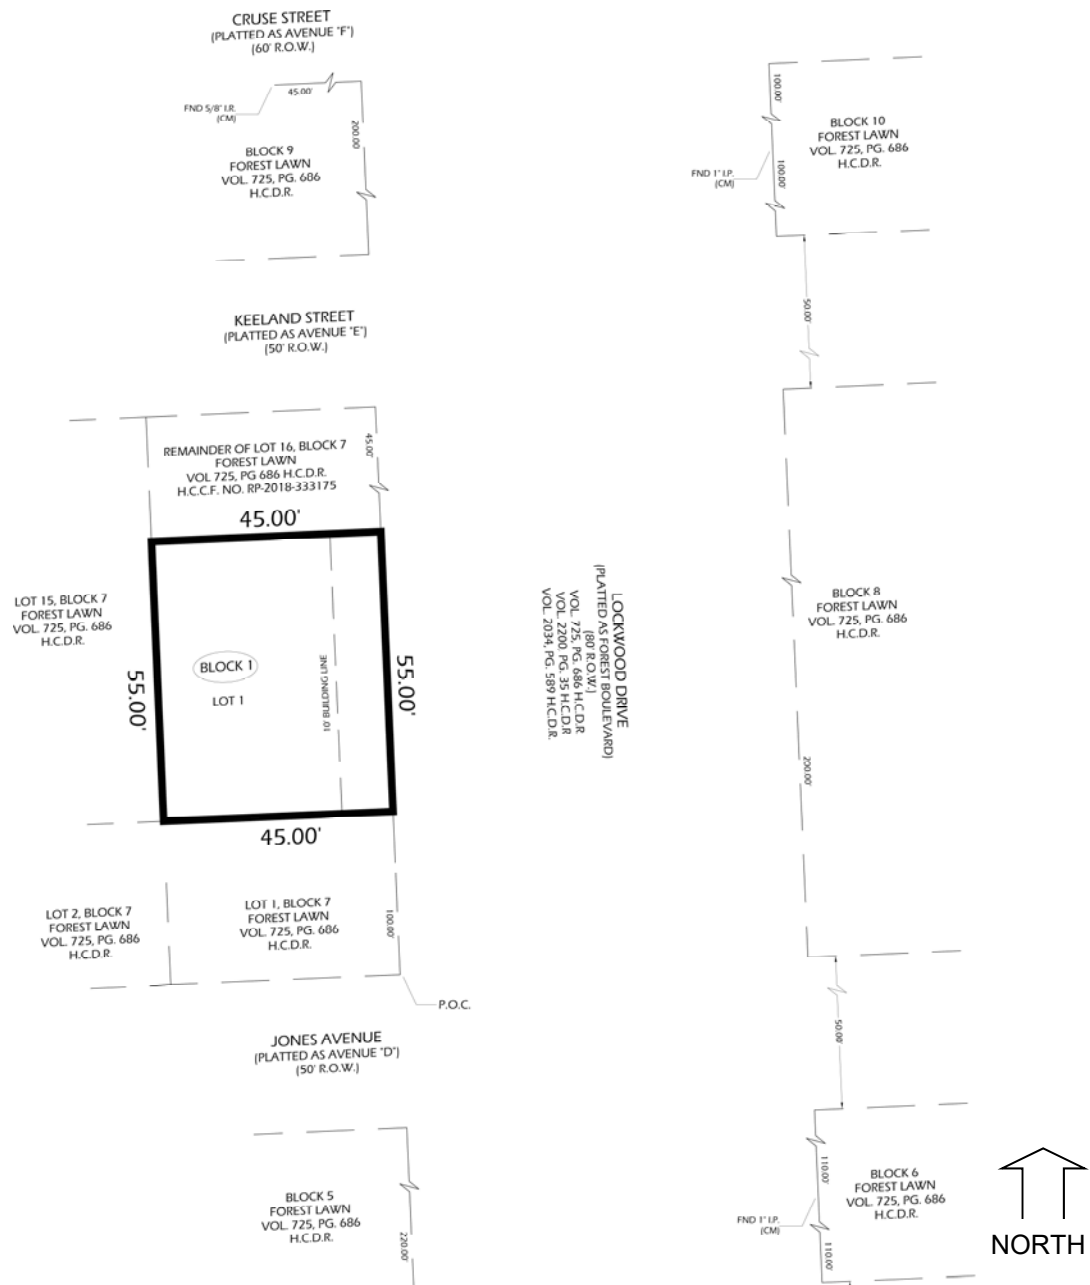 CRUSE STREET
(PLATTED AS AVENUE "F")
(60' R.O.W.)
45.00'
FND 5/8" I.R.
(CM)
200.00
BLOCK 9
FOREST LAWN
VOL. 725, PG. 686
H.C.D.R.
100.00'
BLOCK 10
FOREST LAWN
VOL. 725, PG. 686
H.C.D.R.
FND 1" I.P.
(CM)
100.00'
50.00'
KEELAND STREET
(PLATTED AS AVENUE "E")
(50' R.O.W.)
REMAINDER OF LOT 16, BLOCK 7
FOREST LAWN
VOL 725, PG 686 H.C.D.R.
H.C.C.F. NO. RP-2018-333175
45.00'
45.00'
LOT 15, BLOCK 7
FOREST LAWN
VOL. 725, PG. 686
H.C.D.R.
55.00'
BLOCK 1
LOT 1
10' BUILDING LINE
55.00'
45.00'
LOCKWOOD DRIVE
(PLATTED AS FOREST BOULEVARD)
(80' R.O.W.)
VOL. 725, PG. 686 H.C.D.R.
VOL. 2200 PG. 35 H.C.D.R
VOL. 2034, PG. 589 H.C.D.R.
BLOCK 8
FOREST LAWN
VOL. 725, PG. 686
H.C.D.R.
200.00'
LOT 2, BLOCK 7
FOREST LAWN
VOL. 725, PG. 686
H.C.D.R.
LOT 1, BLOCK 7
FOREST LAWN
VOL. 725, PG. 686
H.C.D.R.
100.00'
P.O.C.
50.00'
JONES AVENUE
(PLATTED AS AVENUE "D")
(50' R.O.W.)
BLOCK 5
FOREST LAWN
VOL. 725, PG. 686
H.C.D.R.
220.00'
110.00'
BLOCK 6
FOREST LAWN
VOL. 725, PG. 686
H.C.D.R.
FND 1" I.P.
(CM)
110.00'
NORTH